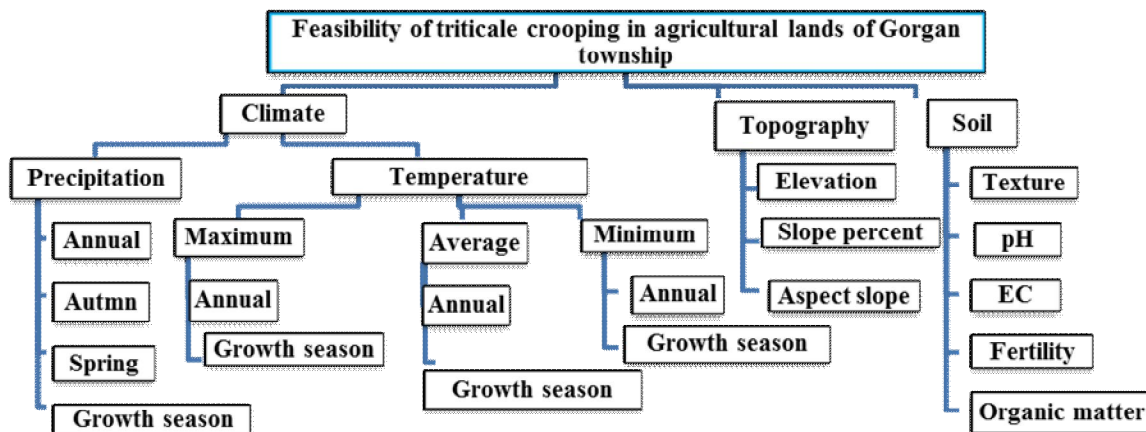 Feasibility of triticale crooping in agricultural lands of Gorgan
township
Climate
Topography
Soil
Precipitation
Temperature
Elevation
Texture
Annual
Maximum
Average
Minimum
Slope percent
pH
Autmn
Annual
Annual
Annual
Aspect slope
EC
Spring
Growth season
Growth season
Growth season
Fertility
Growth season
Organic matter